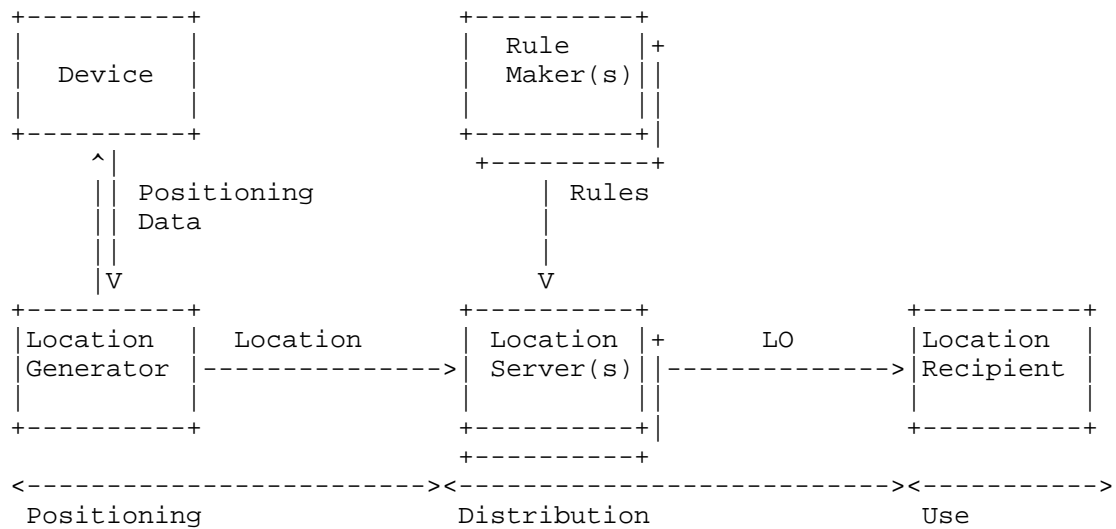 Device
Rule
Maker(s)
Positioning
Data
Rules
Location
Generator
Location
Location
Server(s)
LO
Location
Recipient
Positioning
Distribution
Use